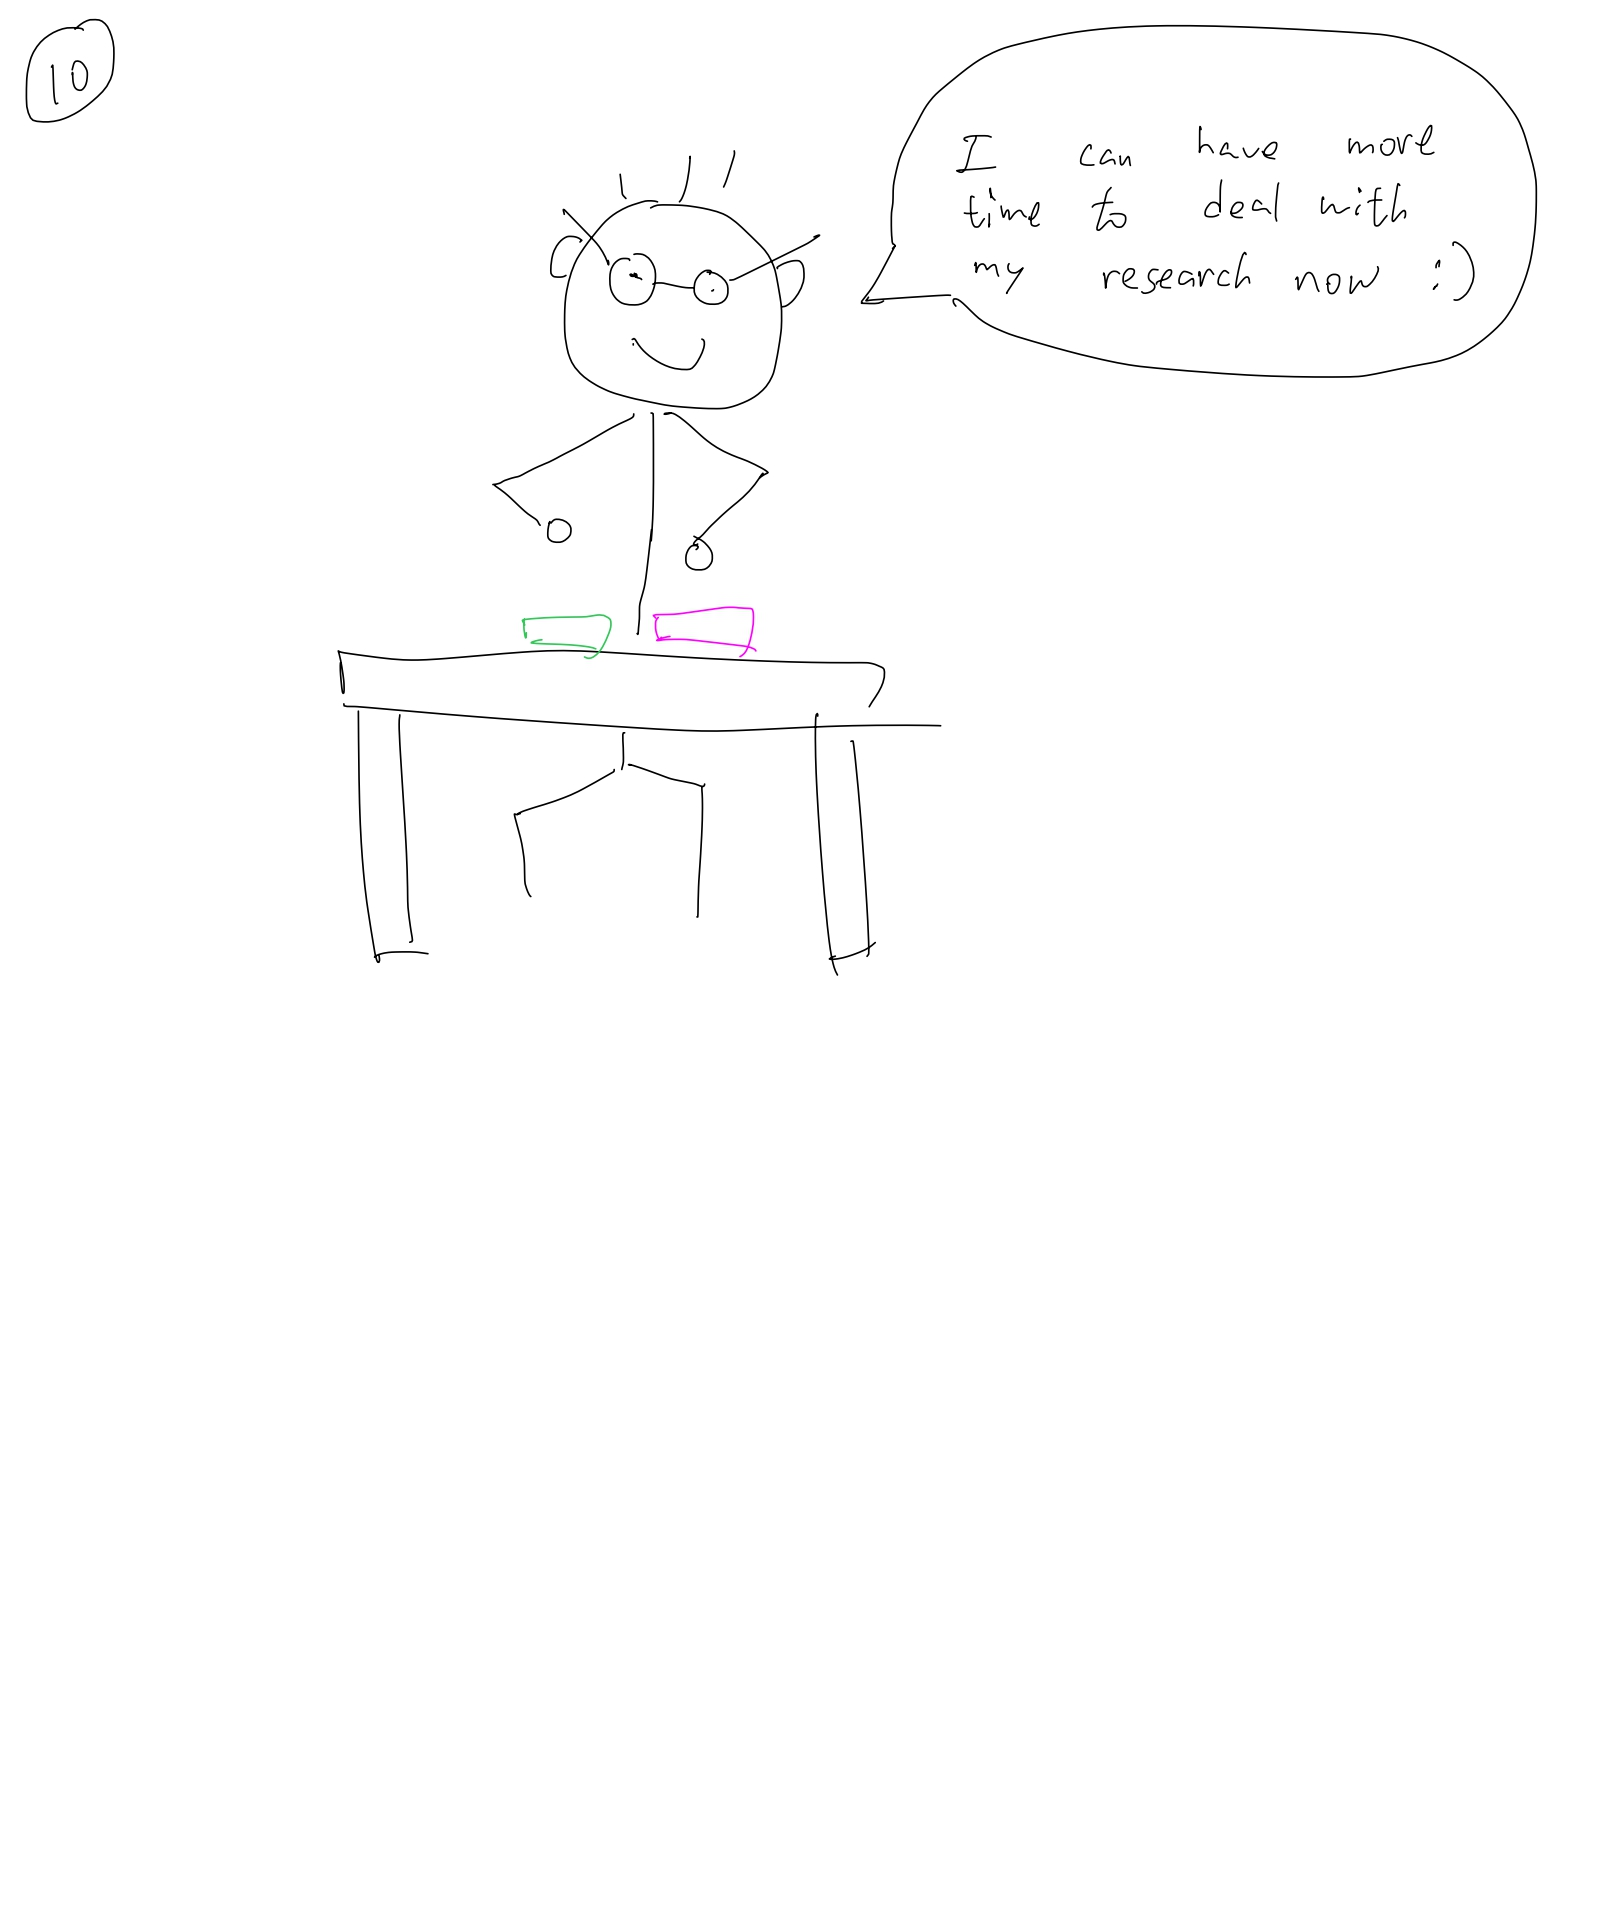 10
I can have more
time to deal with
my research now :)